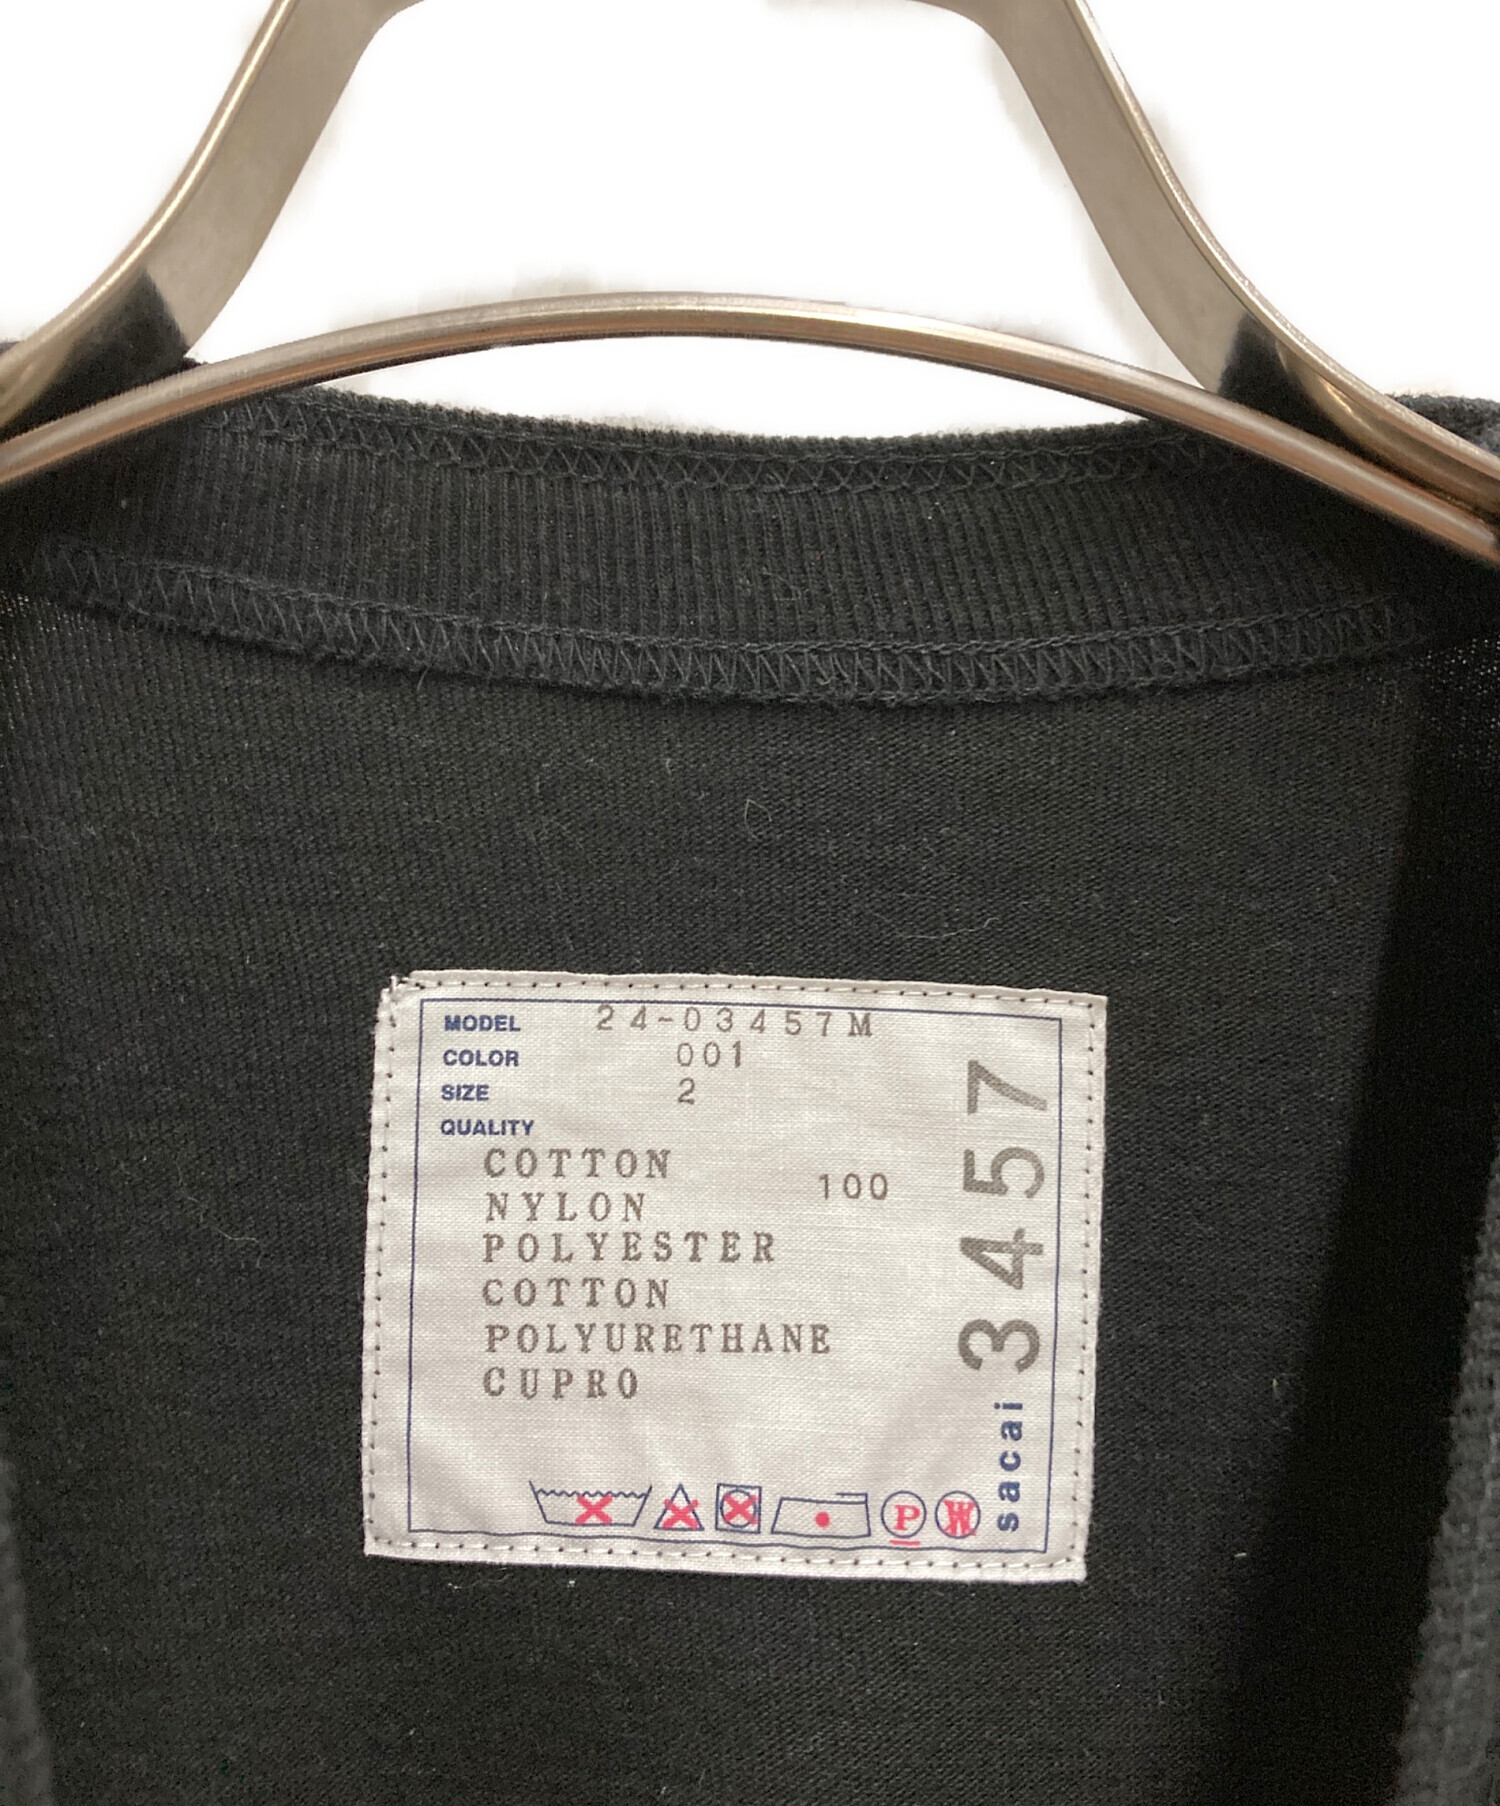 MODEL 24-03457M
COLOR 001
SIZE 2
QUALITY
COTTON 100
NYLON
POLYESTER
COTTON
POLYURETHANE
CUPRO
P W
sacai 3457